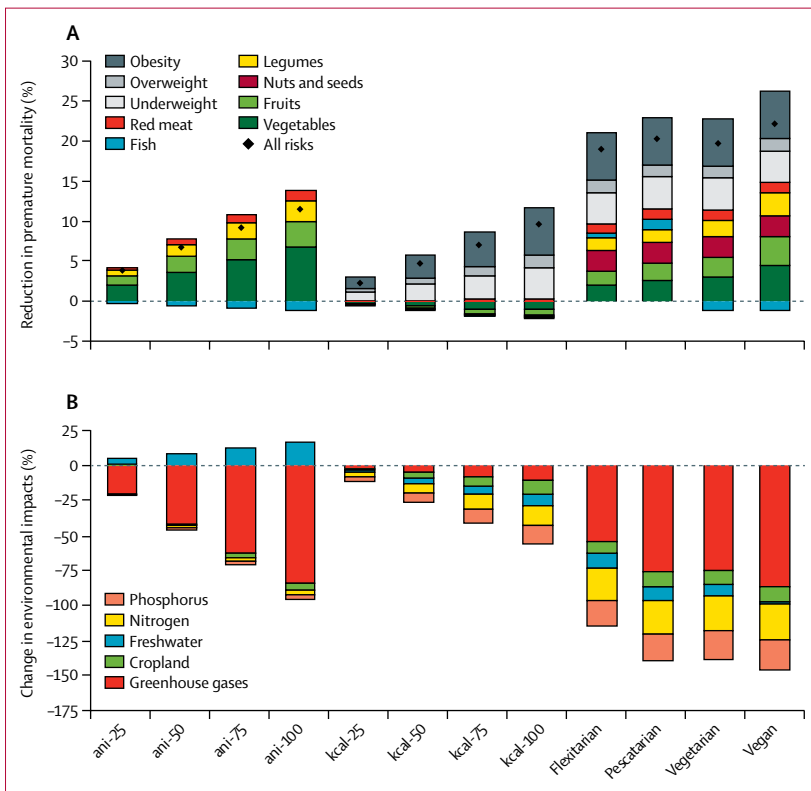 A
Reduction in premature mortality (%)
30
25
20
15
10
5
0
−5
Obesity
Overweight
Underweight
Red meat
Fish
Legumes
Nuts and seeds
Fruits
Vegetables
All risks
B
Change in environmental impacts (%)
25
0
−25
−50
−75
−100
−125
−150
−175
Phosphorus
Nitrogen
Freshwater
Cropland
Greenhouse gases
ani-25
ani-50
ani-75
ani-100
kcal-25
kcal-50
kcal-75
kcal-100
Flexitarian
Pescatarian
Vegetarian
Vegan